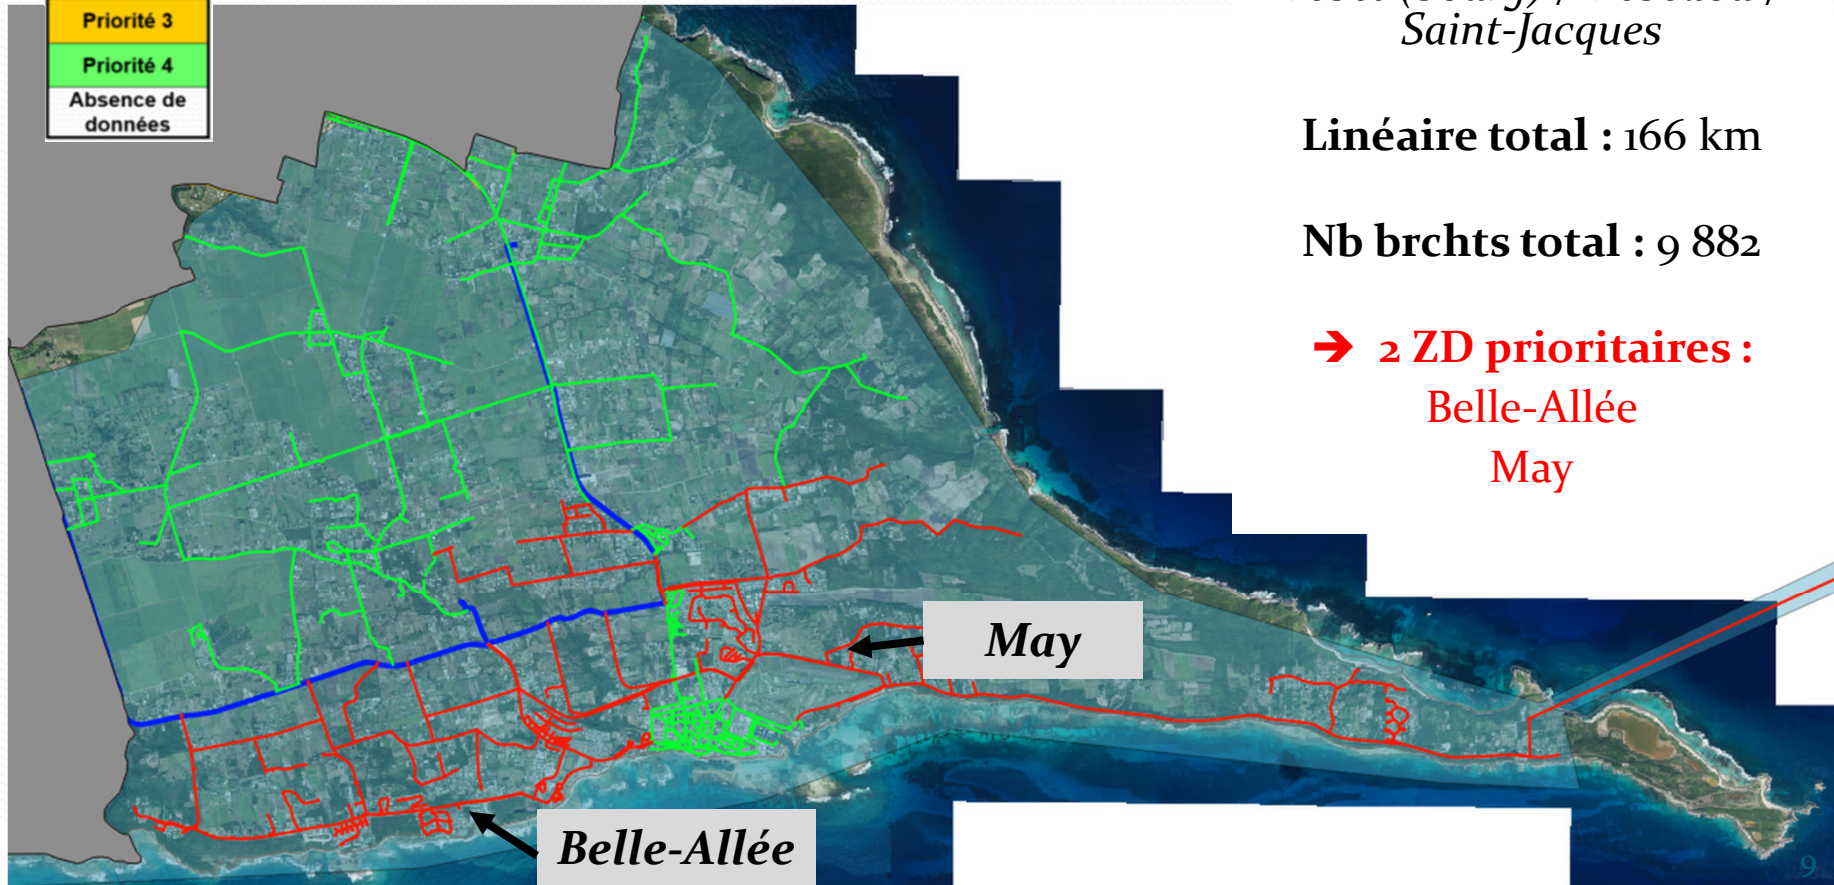 Priorité 3
Priorité 4
Absence de
données
Saint-Jacques
Linéaire total : 166 km
Nb brchts total : 9 882
➔ 2 ZD prioritaires :
Belle-Allée
May
May
Belle-Allée
9